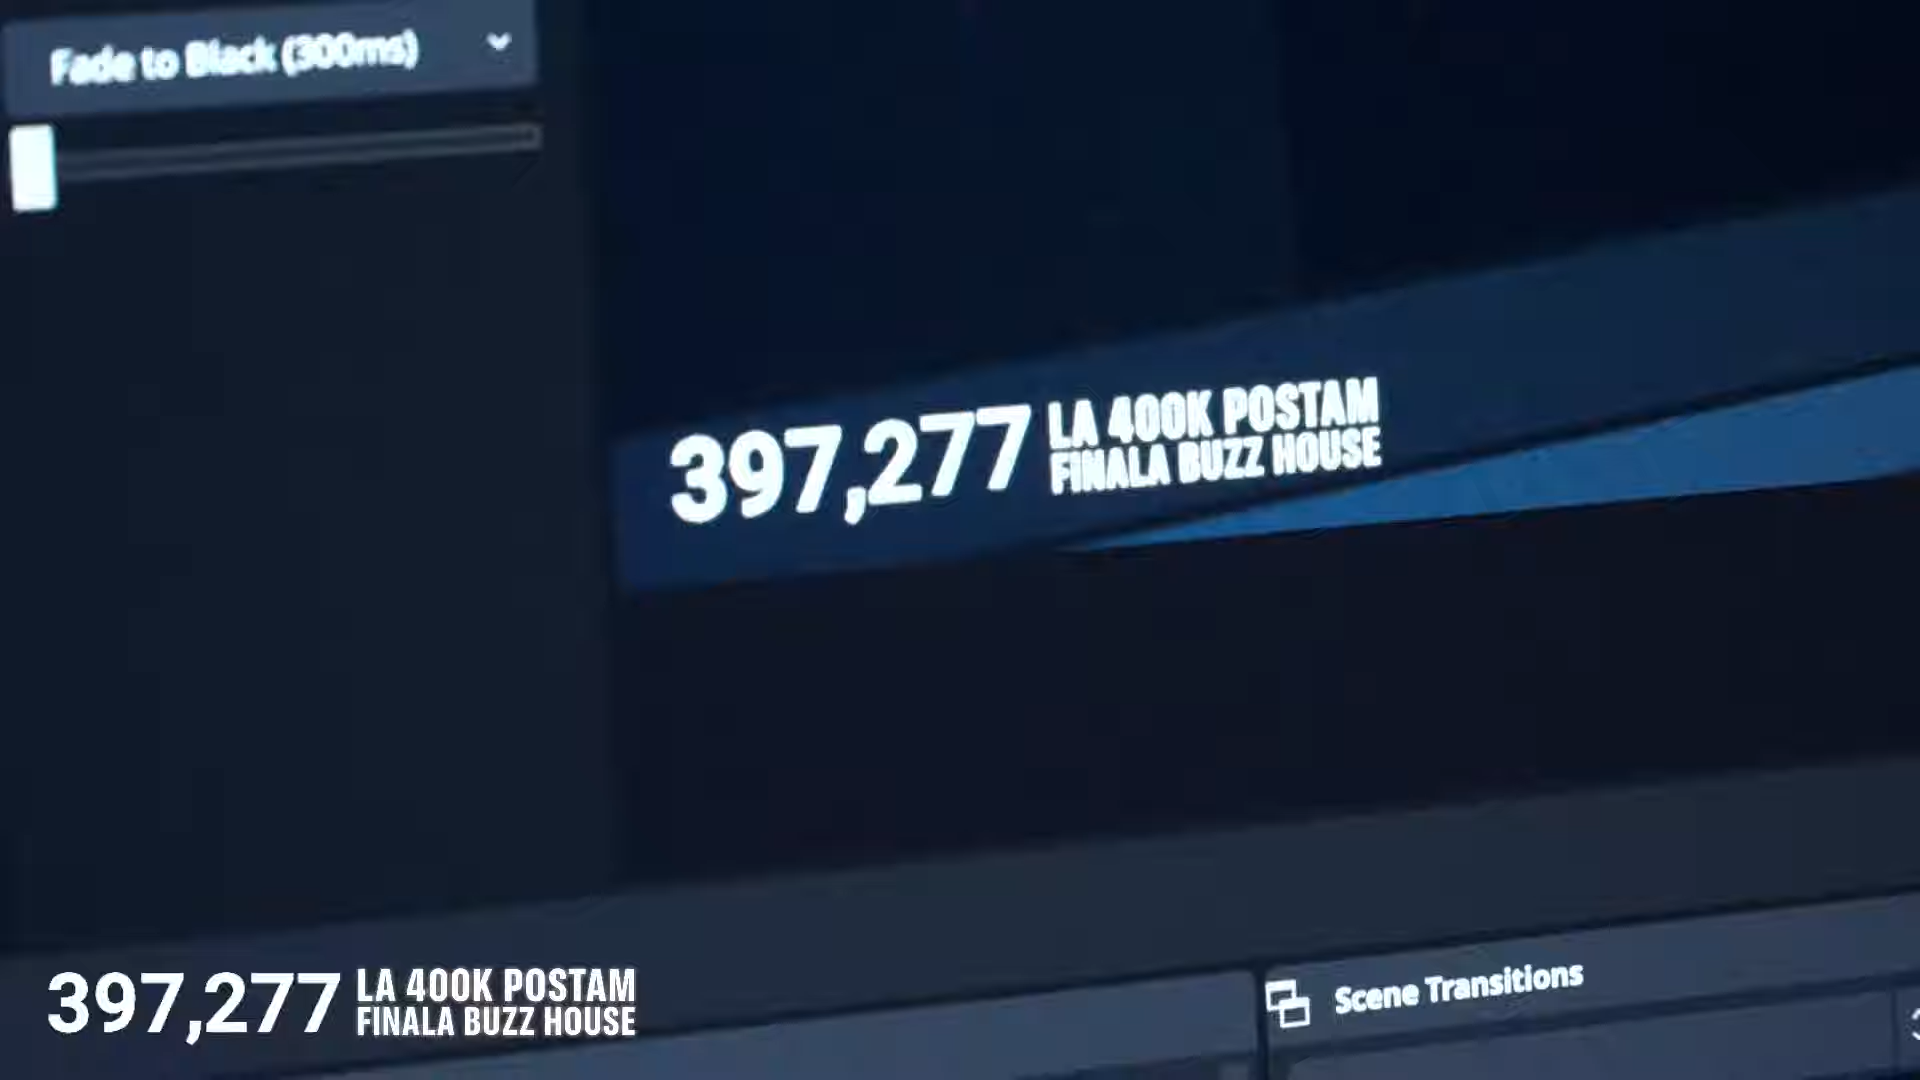 Fade to Black (300ms)
397,277 LA 400K POSTAM
FINALA BUZZ HOUSE
Scene Transitions
397,277 LA 400K POSTAM
FINALA BUZZ HOUSE